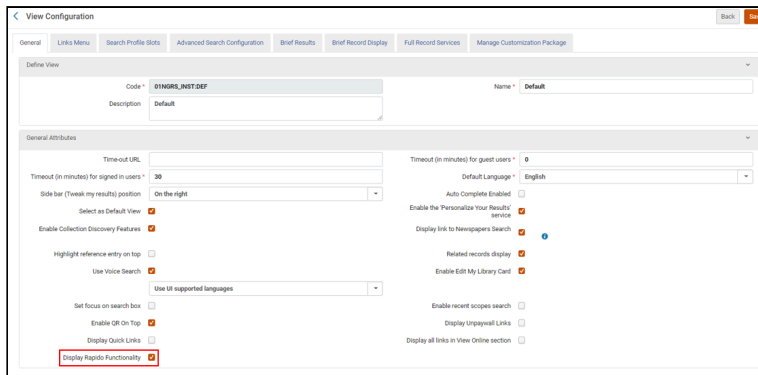 View Configuration
Back
General Links Menu Search Profile Slots Advanced Search Configuration Brief Results Brief Record Display Full Record Services Manage Customization Package
Define View
Code * 01NGRS_INST:DEF Name * Default
Description Default
General Attributes
Time-out URL Timeout (in minutes) for guest users * 0
Timeout (in minutes) for signed in users * 30 Default Language * English
Side bar (Tweak my results) position On the right Auto Complete Enabled
Select as Default View Enable the 'Personalize Your Results' service
Enable Collection Discovery Features Display link to Newspapers Search
Highlight reference entry on top Related records display
Use Voice Search Enable Edit My Library Card
Use UI supported languages
Set focus on search box Enable recent scopes search
Enable QR On Top Display Unpaywall Links
Display Quick Links Display all links in View Online section
Display Rapido Functionality